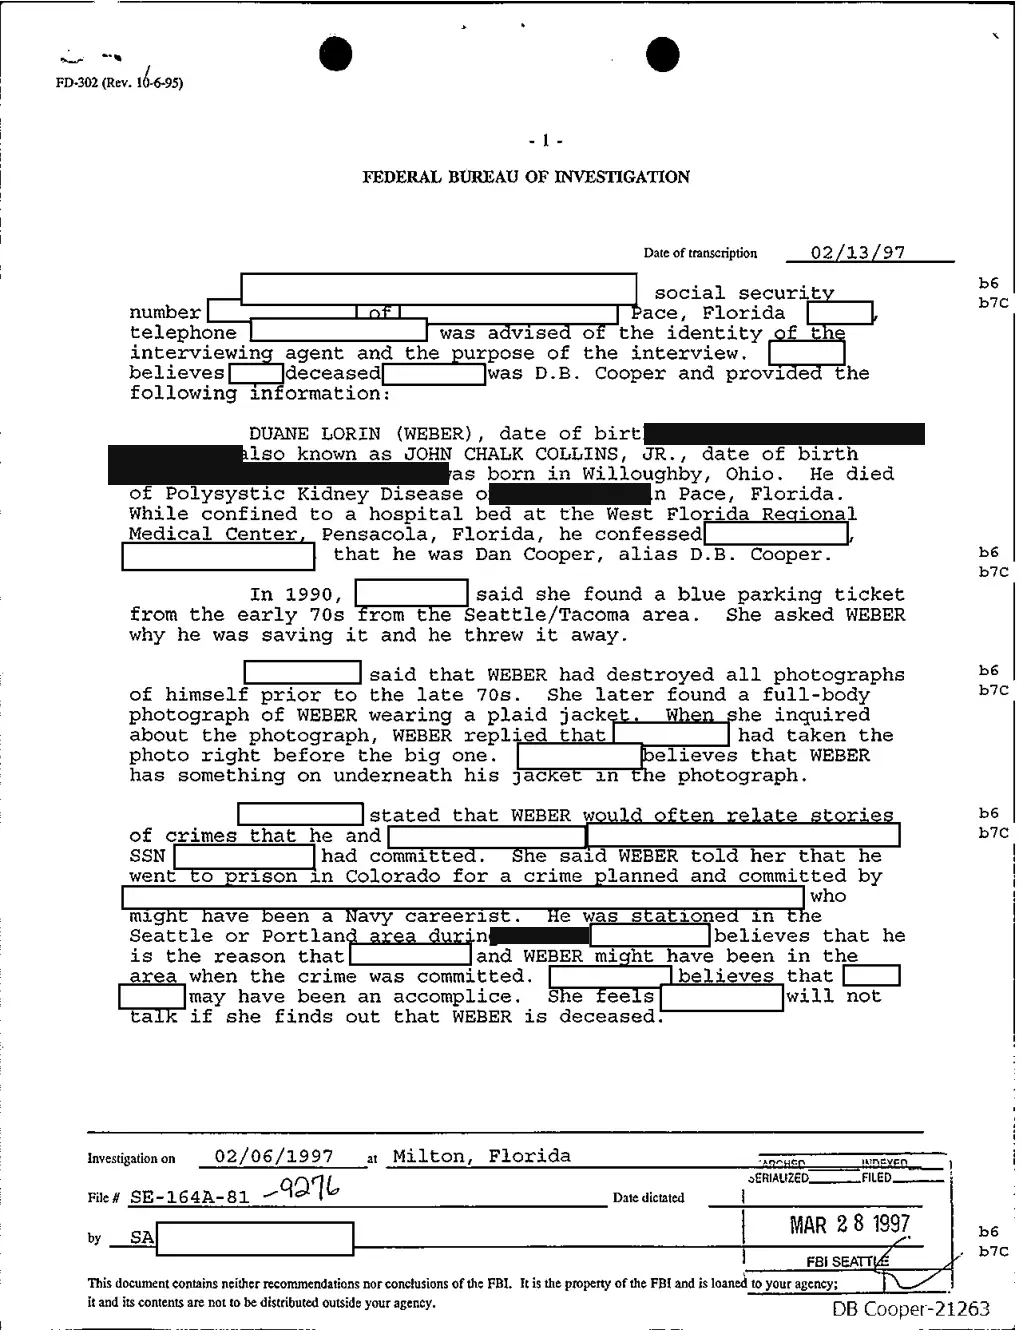 FD-302 (Rev. 10-6-95)
- 1 -
FEDERAL BUREAU OF INVESTIGATION
Date of transcription 02/13/97
social security b6
number of Pace, Florida , b7C
telephone was advised of the identity of the
interviewing agent and the purpose of the interview.
believes deceased was D.B. Cooper and provided the
following information:
DUANE LORIN (WEBER), date of birt
also known as JOHN CHALK COLLINS, JR., date of birth
was born in Willoughby, Ohio. He died
of Polysystic Kidney Disease o in Pace, Florida.
While confined to a hospital bed at the West Florida Regional
Medical Center, Pensacola, Florida, he confessed ,
that he was Dan Cooper, alias D.B. Cooper. b6
b7C
In 1990, said she found a blue parking ticket
from the early 70s from the Seattle/Tacoma area. She asked WEBER
why he was saving it and he threw it away.
said that WEBER had destroyed all photographs b6
of himself prior to the late 70s. She later found a full-body b7C
photograph of WEBER wearing a plaid jacket. When she inquired
about the photograph, WEBER replied that had taken the
photo right before the big one. believes that WEBER
has something on underneath his jacket in the photograph.
stated that WEBER would often relate stories b6
of crimes that he and b7C
SSN had committed. She said WEBER told her that he
went to prison in Colorado for a crime planned and committed by
who
might have been a Navy careerist. He was stationed in the
Seattle or Portland area during believes that he
is the reason that and WEBER might have been in the
area when the crime was committed. believes that
may have been an accomplice. She feels will not
talk if she finds out that WEBER is deceased.
Investigation on 02/06/1997 at Milton, Florida
INDEXED
SERIALIZED FILED
File # SE-164A-81 -9276 Date dictated
MAR 28 1997
by SA b6
b7C
FBI SEATTLE
This document contains neither recommendations nor conclusions of the FBI. It is the property of the FBI and is loaned to your agency;
it and its contents are not to be distributed outside your agency.
DB Cooper-21263